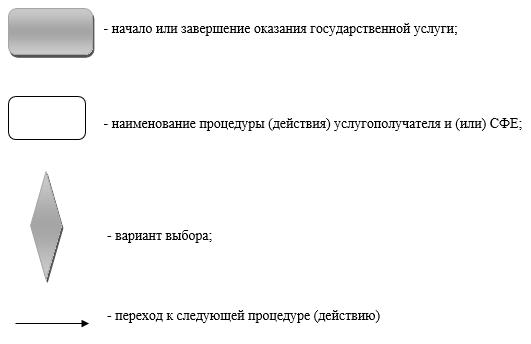 - начало или завершение оказания государственной услуги;
- наименование процедуры (действия) услугополучателя и (или) СФЕ;
- вариант выбора;
- переход к следующей процедуре (действию)